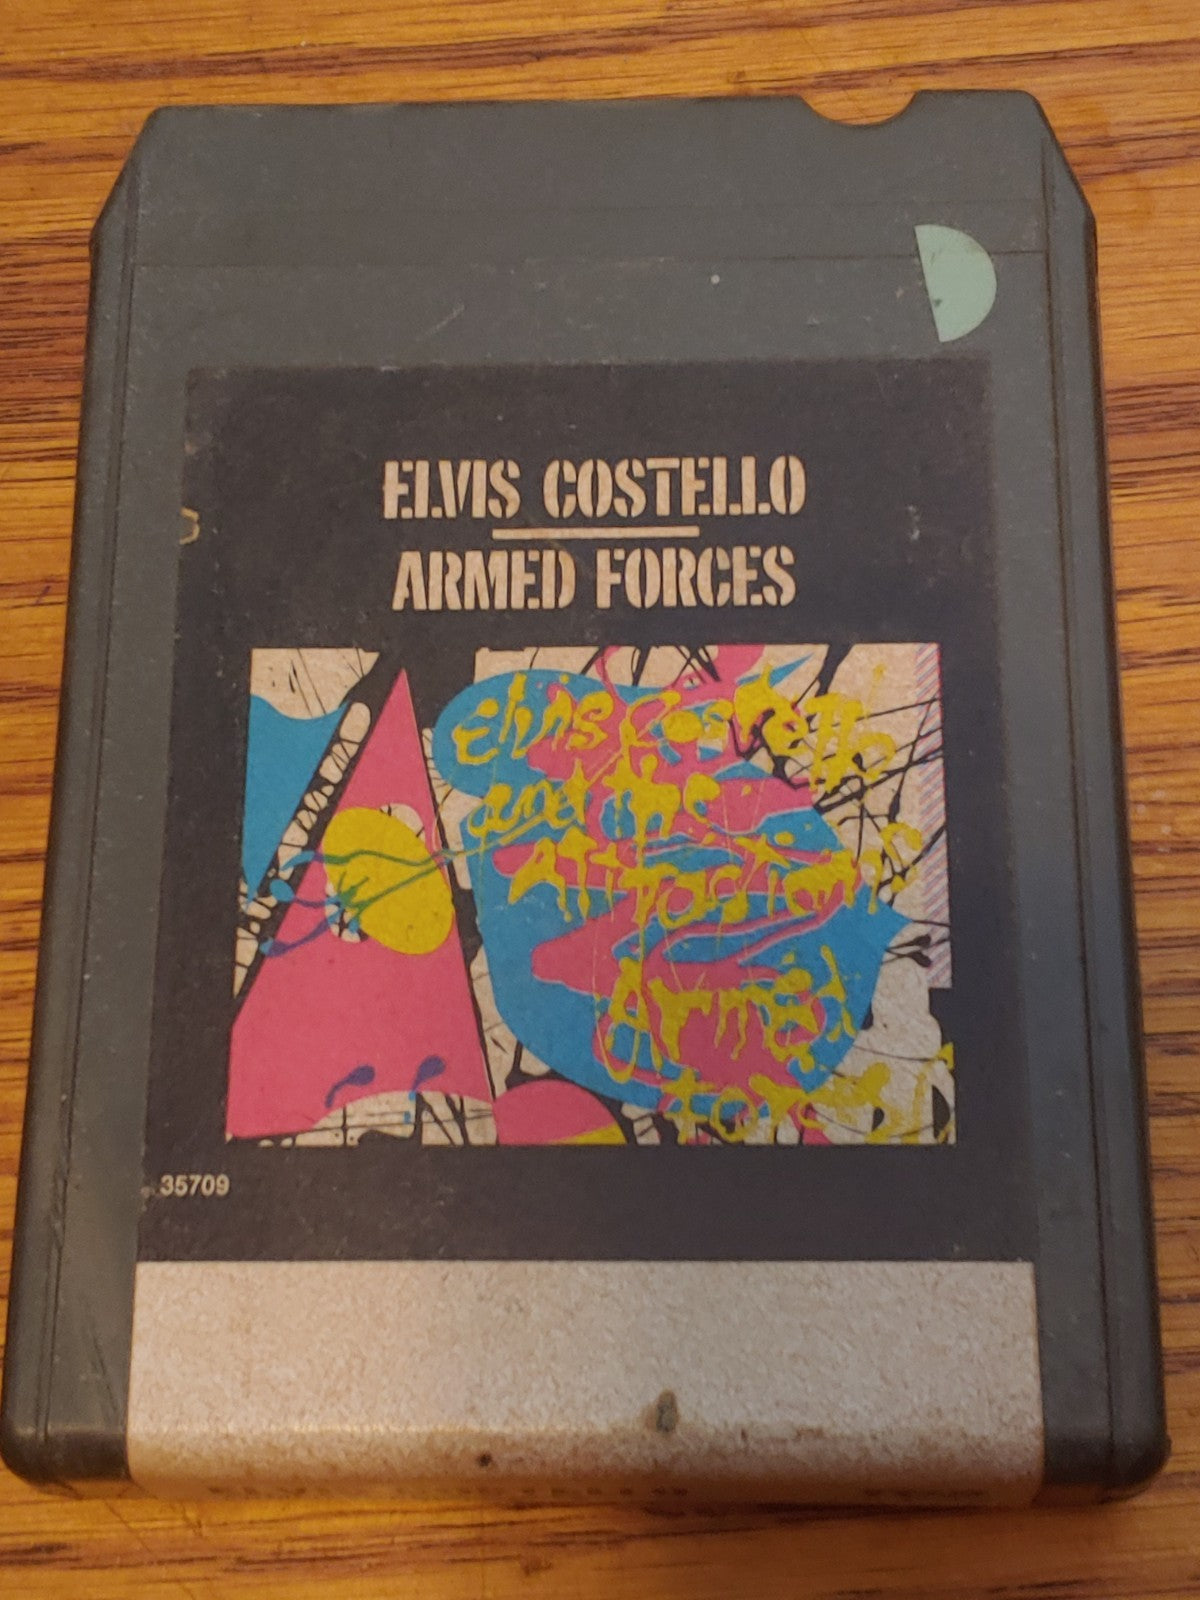 ELVIS COSTELLO
ARMED FORCES
Elvis Costello
and the
Attractions
Armed
Forces
35709